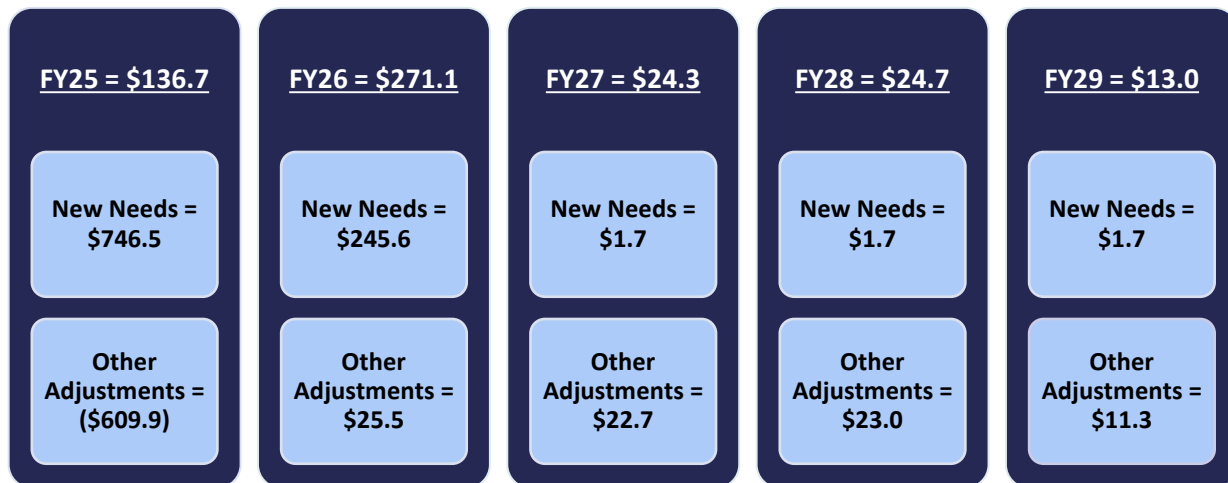 FY25 = $136.7
New Needs =
$746.5
Other
Adjustments =
($609.9)
FY26 = $271.1
New Needs =
$245.6
Other
Adjustments =
$25.5
FY27 = $24.3
New Needs =
$1.7
Other
Adjustments =
$22.7
FY28 = $24.7
New Needs =
$1.7
Other
Adjustments =
$23.0
FY29 = $13.0
New Needs =
$1.7
Other
Adjustments =
$11.3